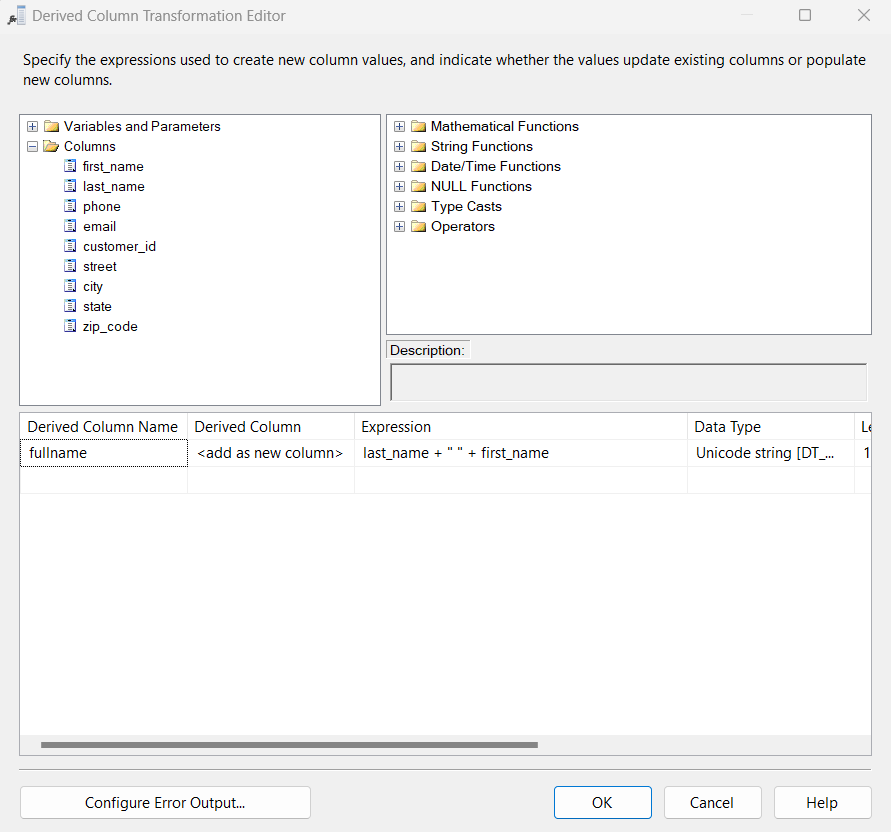 Derived Column Transformation Editor
Specify the expressions used to create new column values, and indicate whether the values update existing columns or populate
new columns.
Variables and Parameters
Columns
first_name
last_name
phone
email
customer_id
street
city
state
zip_code
Mathematical Functions
String Functions
Date/Time Functions
NULL Functions
Type Casts
Operators
Description:
Derived Column Name Derived Column Expression Data Type Le
fullname <add as new column> last_name + " " + first_name Unicode string [DT_... 1
Configure Error Output... OK Cancel Help